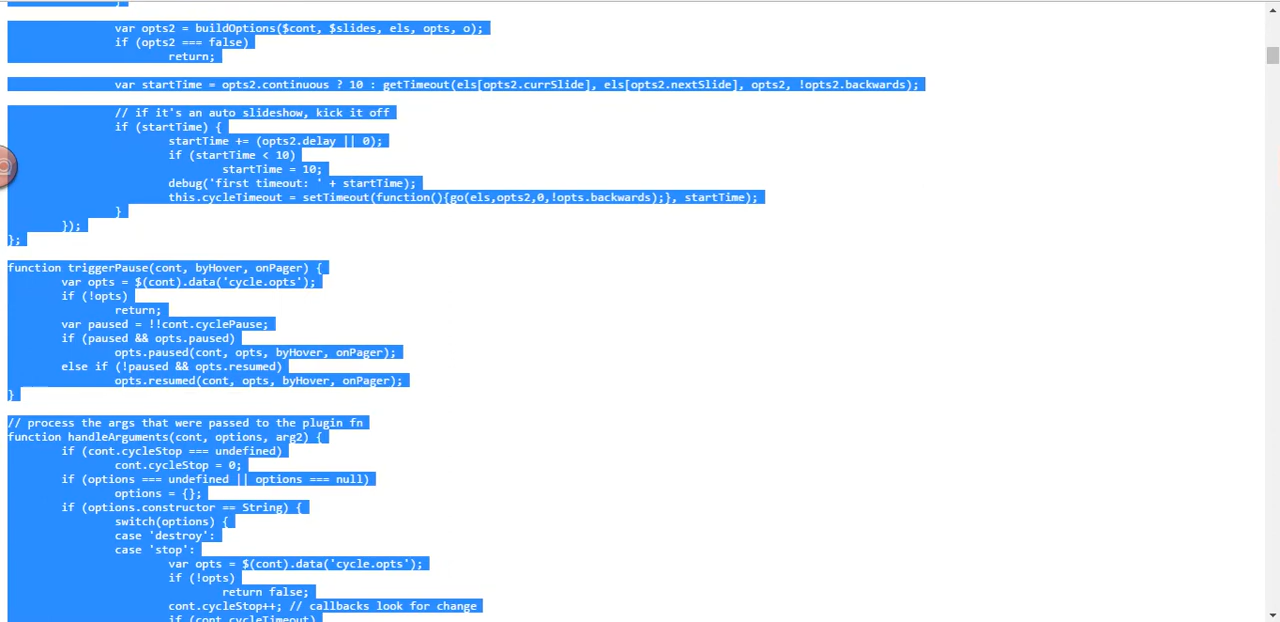 }
var opts2 = buildOptions($cont, $slides, els, opts, o);
if (opts2 === false)
return;
var startTime = opts2.continuous ? 10 : getTimeout(els[opts2.currSlide], els[opts2.nextSlide], opts2, !opts2.backwards);
// if it's an auto slideshow, kick it off
if (startTime) {
startTime += (opts2.delay || 0);
if (startTime < 10)
startTime = 10;
debug('first timeout: ' + startTime);
this.cycleTimeout = setTimeout(function(){go(els,opts2,0,!opts.backwards);}, startTime);
}
});
};
function triggerPause(cont, byHover, onPager) {
var opts = $(cont).data('cycle.opts');
if (!opts)
return;
var paused = !!cont.cyclePause;
if (paused && opts.paused)
opts.paused(cont, opts, byHover, onPager);
else if (!paused && opts.resumed)
opts.resumed(cont, opts, byHover, onPager);
}
// process the args that were passed to the plugin fn
function handleArguments(cont, options, arg2) {
if (cont.cycleStop === undefined)
cont.cycleStop = 0;
if (options === undefined || options === null)
options = {};
if (options.constructor == String) {
switch(options) {
case 'destroy':
case 'stop':
var opts = $(cont).data('cycle.opts');
if (!opts)
return false;
cont.cycleStop++; // callbacks look for change
if (cont.cycleTimeout)